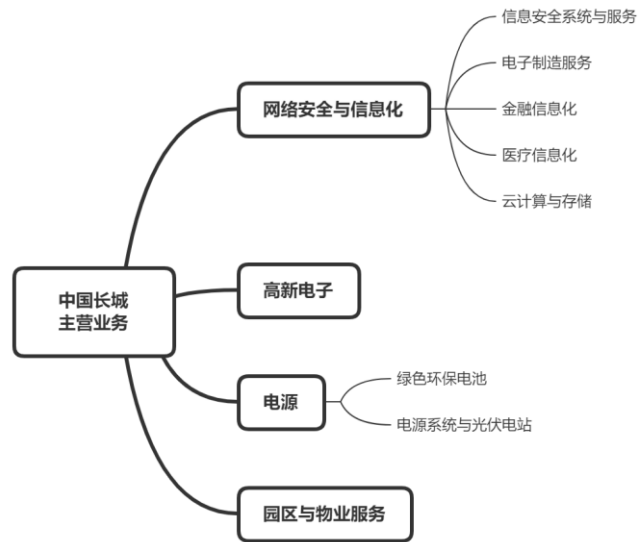 中国长城
主营业务
网络安全与信息化
信息安全系统与服务
电子制造服务
金融信息化
医疗信息化
云计算与存储
高新电子
电源
绿色环保电池
电源系统与光伏电站
园区与物业服务